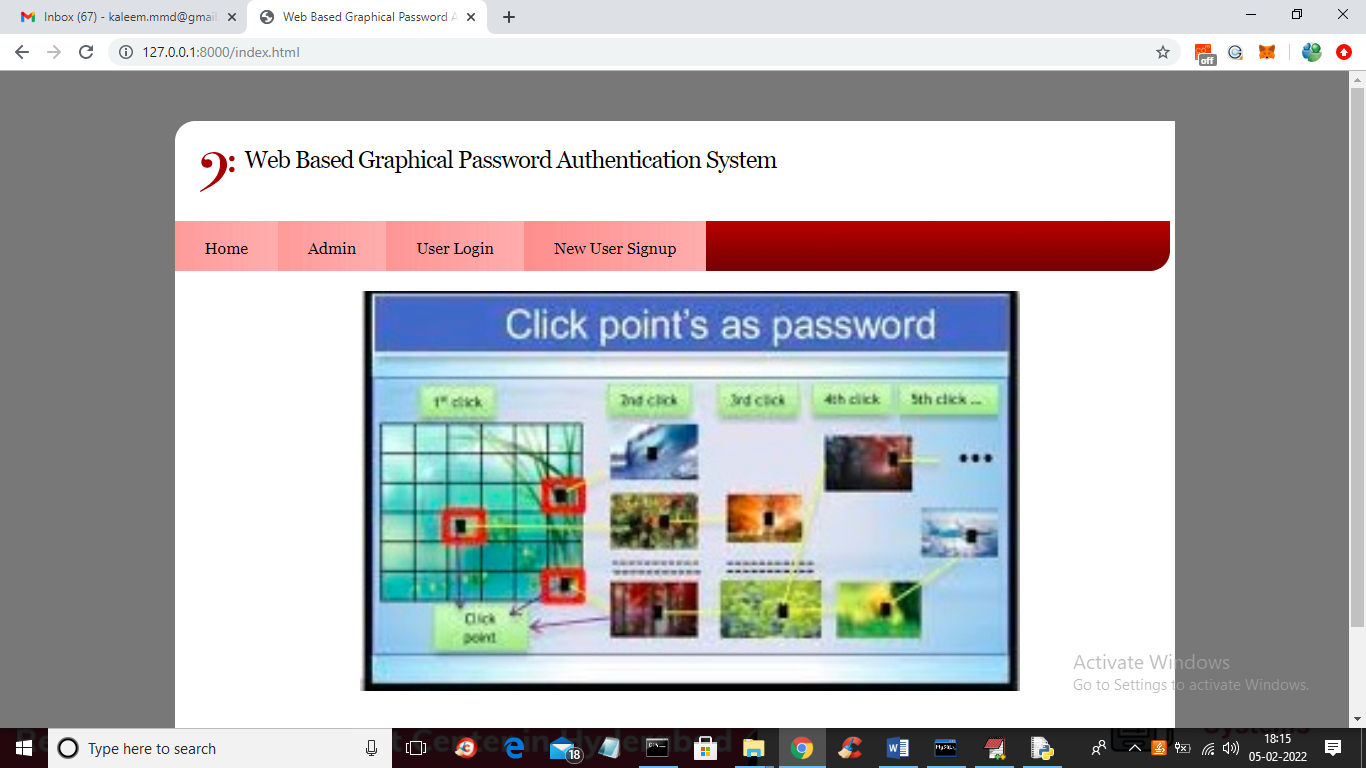 Inbox (67) - kaleem.mmd@gmai
Web Based Graphical Password A
127.0.0.1:8000/index.html
off
Web Based Graphical Password Authentication System
Home Admin User Login New User Signup
Click point's as password
1st click 2nd click 3rd click 4th click 5th click ...
Click
point
Activate Windows
Go to Settings to activate Windows.
Type here to search
18
18:15
05-02-2022